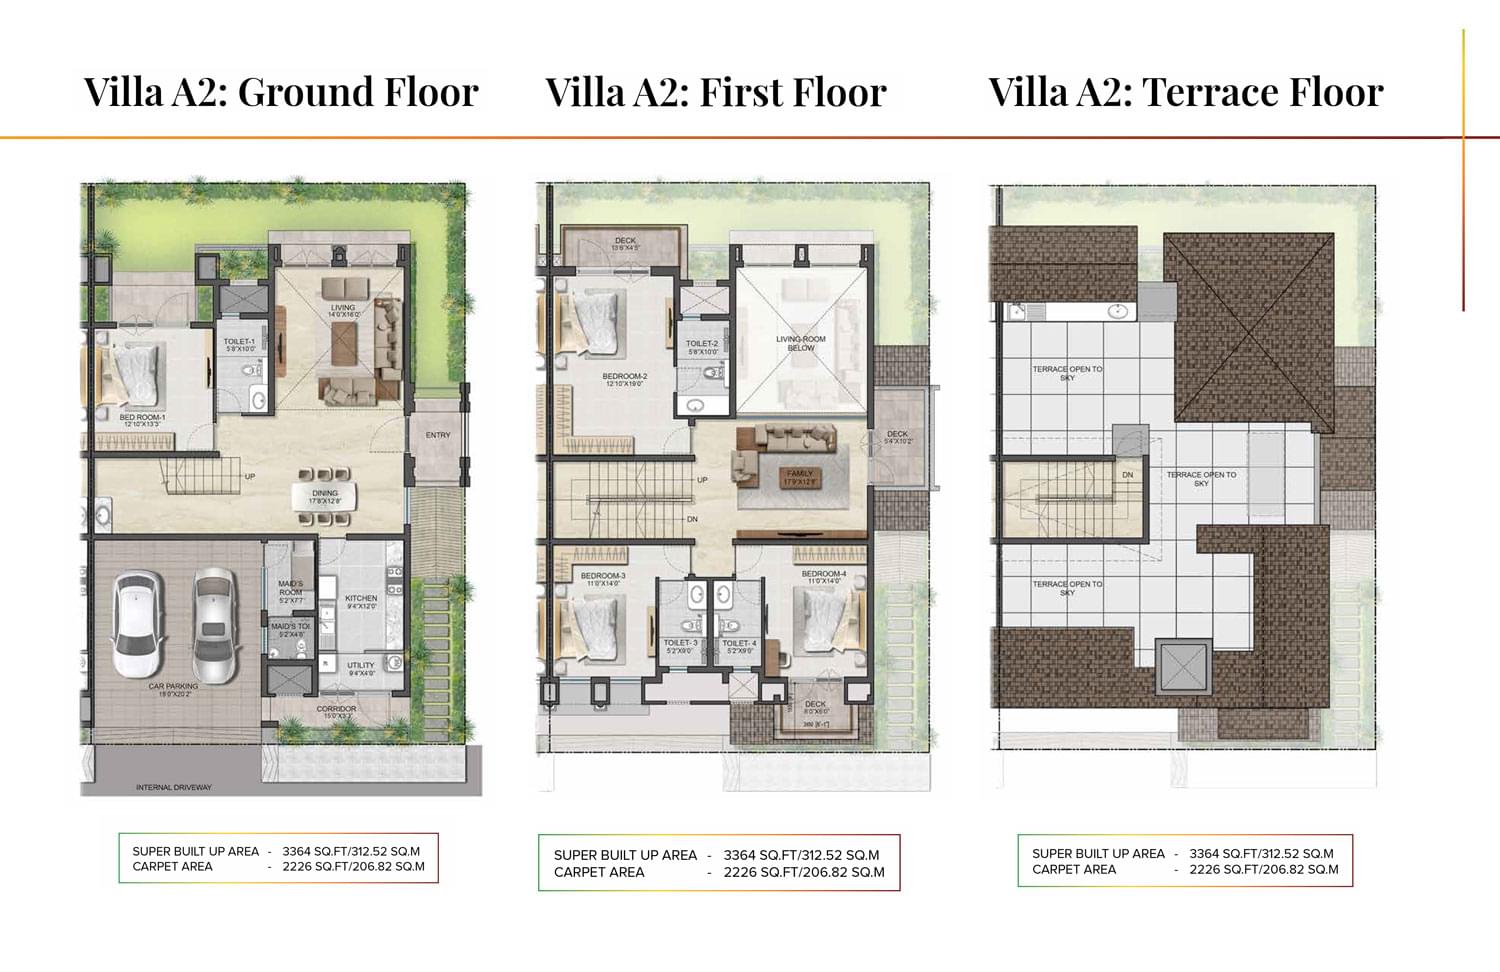 Villa A2: Ground Floor
LIVING
14'0"X16'0"
TOILET-1
5'8"X10'0"
BED ROOM-1
12'10"X13'3"
ENTRY
UP
DINING
17'8"X12'8"
MAID'S
ROOM
5'2"X7'7"
KITCHEN
9'4"X12'0"
MAID'S TOI.
5'2"X4'8"
UTILITY
9'4"X4'0"
CAR PARKING
18'0"X20'2"
CORRIDOR
15'0"X3'3"
INTERNAL DRIVEWAY
SUPER BUILT UP AREA - 3364 SQ.FT/312.52 SQ.M
CARPET AREA - 2226 SQ.FT/206.82 SQ.M
Villa A2: First Floor
DECK
13'6"X4'5"
TOILET-2
5'8"X10'0"
LIVING ROOM
BELOW
BEDROOM-2
12'10"X19'0"
DECK
5'4"X10'2"
UP
FAMILY
17'9"X12'8"
DN
BEDROOM-3
11'0"X14'0"
BEDROOM-4
11'0"X14'0"
TOILET- 3
5'2"X9'0"
TOILET- 4
5'2"X9'0"
DECK
8'0"X6'0"
SUPER BUILT UP AREA - 3364 SQ.FT/312.52 SQ.M
CARPET AREA - 2226 SQ.FT/206.82 SQ.M
Villa A2: Terrace Floor
TERRACE OPEN TO
SKY
DN
TERRACE OPEN TO
SKY
TERRACE OPEN TO
SKY
SUPER BUILT UP AREA - 3364 SQ.FT/312.52 SQ.M
CARPET AREA - 2226 SQ.FT/206.82 SQ.M